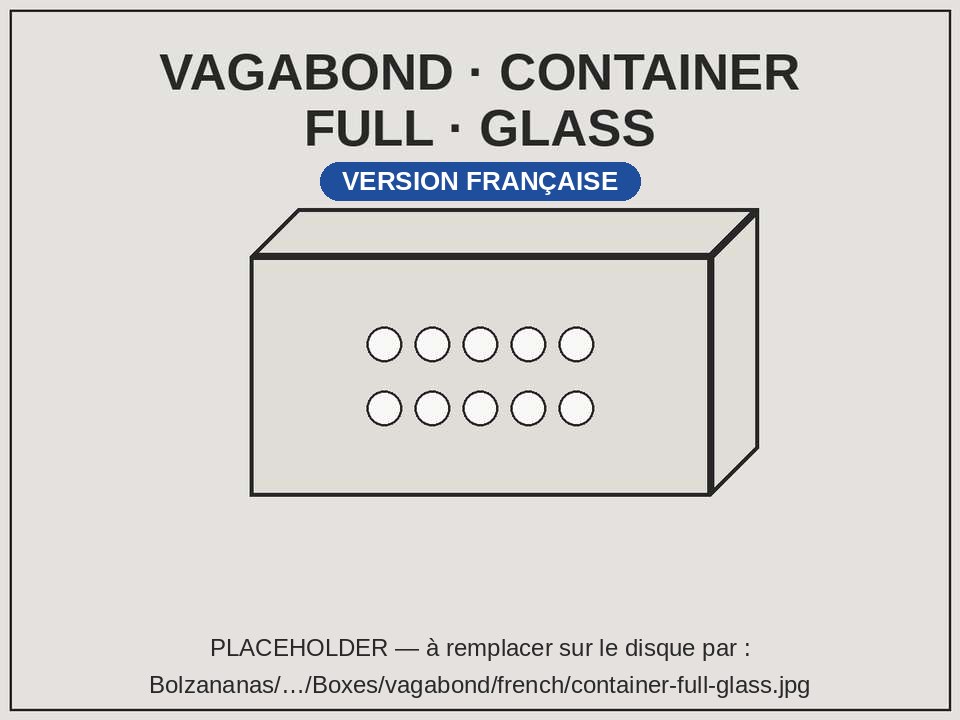 VAGABOND · CONTAINER
FULL · GLASS
VERSION FRANÇAISE
PLACEHOLDER — à remplacer sur le disque par :
Bolzananas/…/Boxes/vagabond/french/container-full-glass.jpg